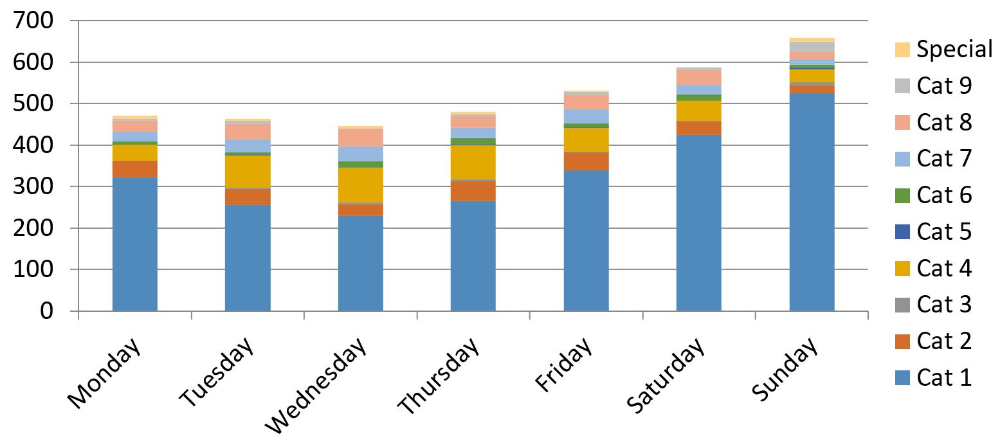 700
600
500
400
300
200
100
0
Monday
Tuesday
Wednesday
Thursday
Friday
Saturday
Sunday
Special
Cat 9
Cat 8
Cat 7
Cat 6
Cat 5
Cat 4
Cat 3
Cat 2
Cat 1